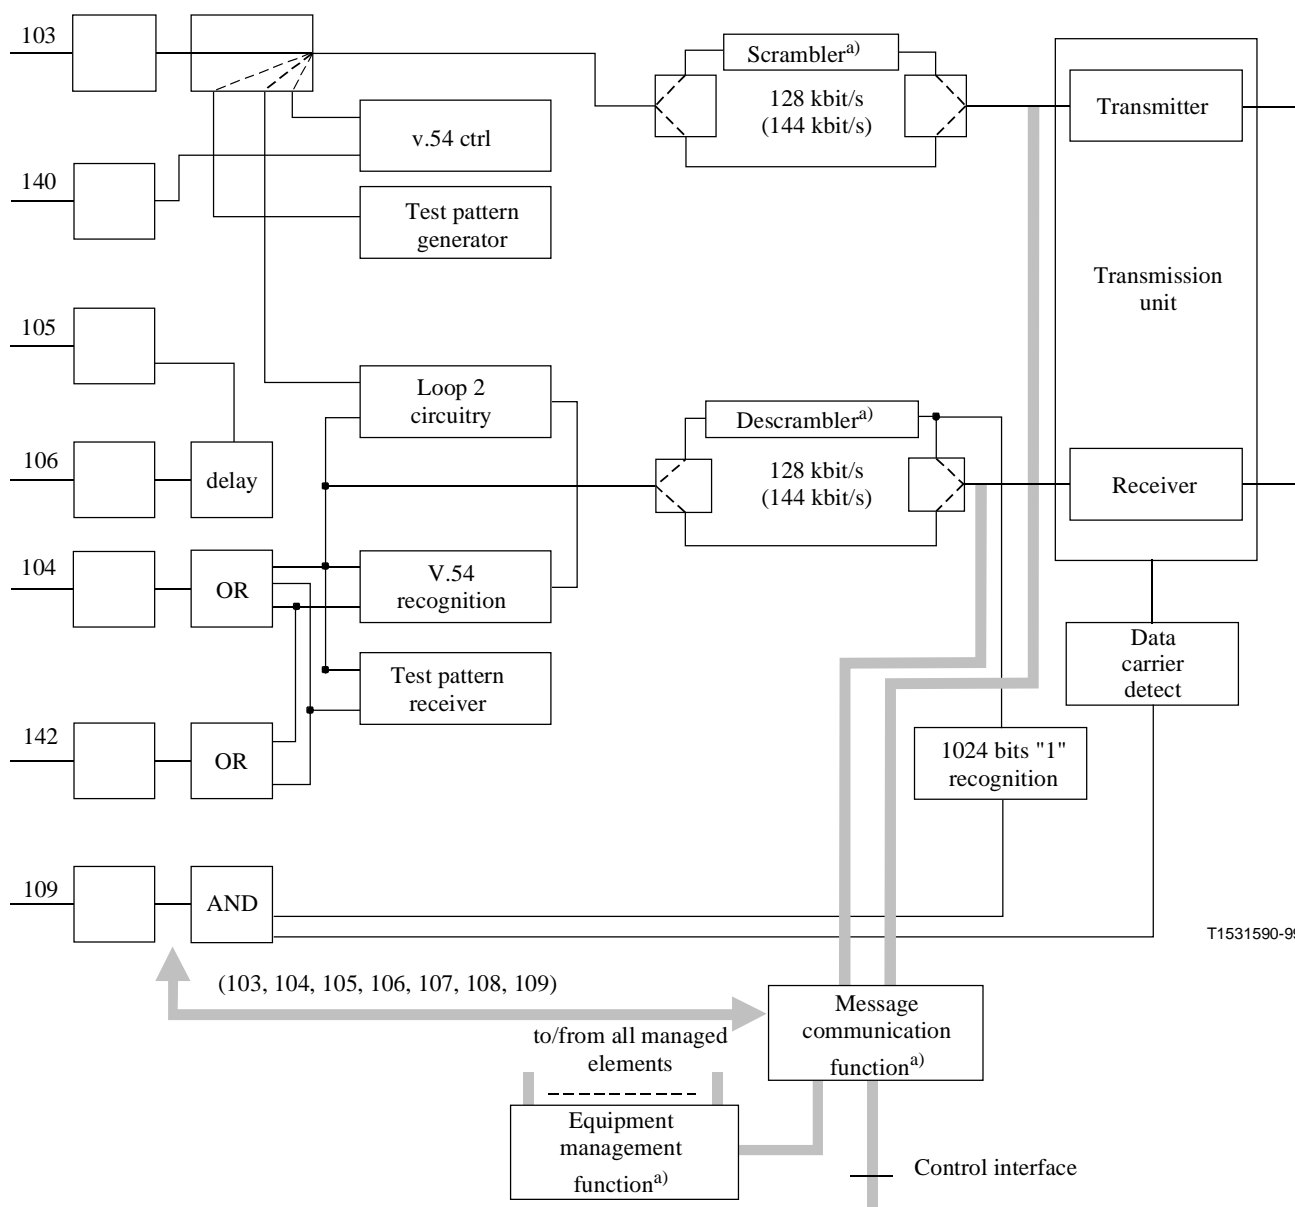 103
Scrambler a)
128 kbit/s
(144 kbit/s)
Transmitter
v.54 ctrl
140
Test pattern
generator
Transmission
unit
105
Loop 2
circuitry
Descrambler a)
106
delay
128 kbit/s
(144 kbit/s)
Receiver
104
OR
V.54
recognition
Data
carrier
detect
Test pattern
receiver
142
OR
1024 bits "1"
recognition
109
AND
T1531590-99
(103, 104, 105, 106, 107, 108, 109)
Message
communication
function a)
to/from all managed
elements
Equipment
management
function a)
Control interface